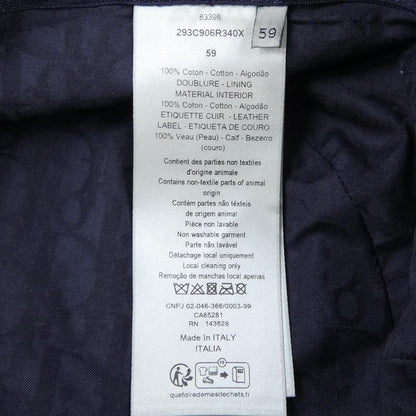 83396
293C906R340X
59
59
100% Coton - Cotton - Algodão
DOUBLURE - LINING
MATERIAL INTERIOR
100% Coton - Cotton - Algodão
ETIQUETTE CUIR - LEATHER
LABEL - ETIQUETA DE COURO
100% Veau (Peau) - Calf - Bezerro
(couro)
Contient des parties non textiles
d'origine animale
Contains non-textile parts of animal
origin
Contém partes não têxteis
de origem animal
Pièce non lavable
Non washable garment
Parte não lavável
Détachage local uniquement
Local cleaning only
Remoção de manchas local apenas
CNPJ 02-046-366/0003-99
CA65281
RN : 143628
Made in ITALY
ITALIA
FR
quefairedemesdechets.fr